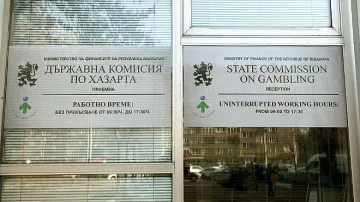 МИНИСТЕРСТВО НА ФИНАНСИТЕ НА РЕПУБЛИКА БЪЛГАРИЯ
ДЪРЖАВНА КОМИСИЯ
ПО ХАЗАРТА
ПРИЕМНА
РАБОТНО ВРЕМЕ:
БЕЗ ПРЕКЪСВАНЕ ОТ 09:00Ч. ДО 17:30Ч.
MINISTRY OF FINANCE OF THE REPUBLIC OF BULGARIA
STATE COMMISSION
ON GAMBLING
RECEPTION
UNINTERRUPTED WORKING HOURS:
FROM 09:00 TO 17:30